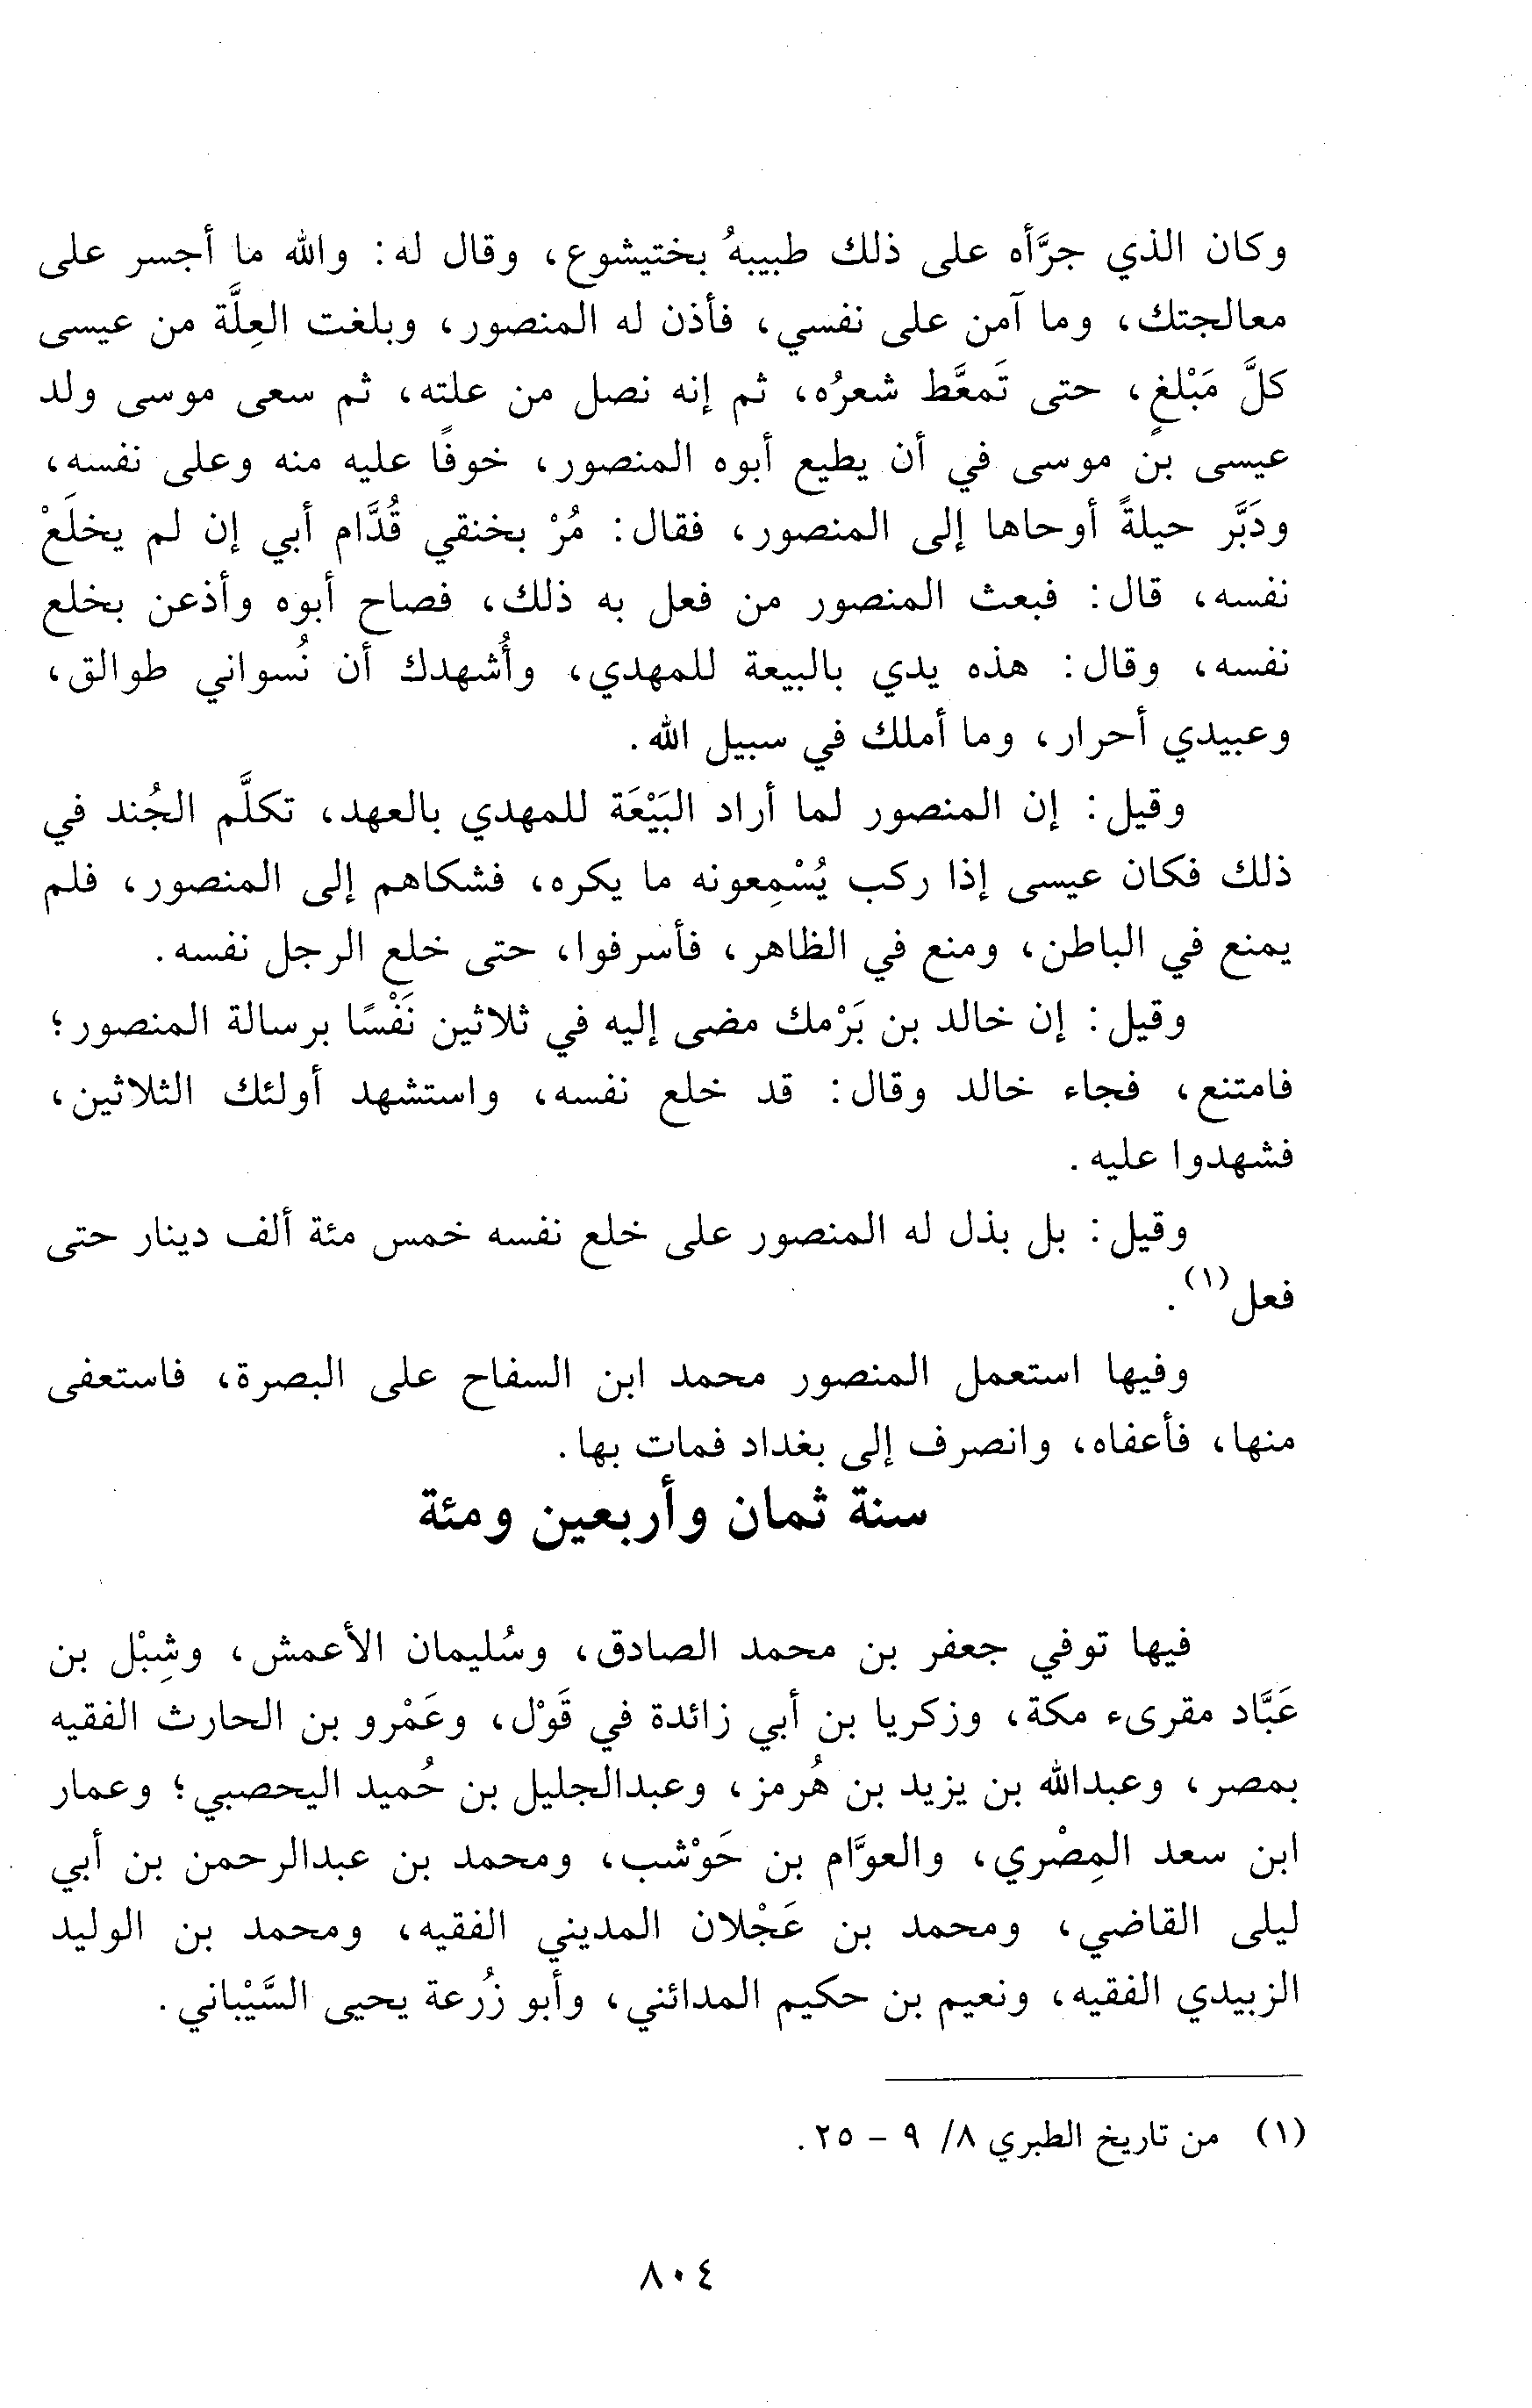 وكان الذي جرَّأه على ذلك طبيبهُ بختيشوع، وقال له: والله ما أجسر على
معالجتك، وما آمن على نفسي، فأذن له المنصور، وبلغت العِلَّة من عيسى
كلَّ مَبْلغٍ، حتى تَمعَّط شعرُه، ثم إنه نصل من علته، ثم سعى موسى ولد
عيسى بن موسى في أن يطيع أبوه المنصور، خوفًا عليه منه وعلى نفسه،
ودَبَّر حيلةً أوحاها إلى المنصور، فقال: مُرْ بخنقي قُدَّام أبي إن لم يخلَعْ
نفسه، قال: فبعث المنصور من فعل به ذلك، فصاح أبوه وأذعن بخلع
نفسه، وقال: هذه يدي بالبيعة للمهدي، وأُشهدك أن نُسواني طوالق،
وعبيدي أحرار، وما أملك في سبيل الله.
وقيل: إن المنصور لما أراد البَيْعَة للمهدي بالعهد، تكلَّم الجُند في
ذلك فكان عيسى إذا ركب يُسْمِعونه ما يكره، فشكاهم إلى المنصور، فلم
يمنع في الباطن، ومنع في الظاهر، فأسرفوا، حتى خلع الرجل نفسه.
وقيل: إن خالد بن بَرْمك مضى إليه في ثلاثين نَفْسًا برسالة المنصور؛
فامتنع، فجاء خالد وقال: قد خلع نفسه، واستشهد أولئك الثلاثين،
فشهدوا عليه.
وقيل: بل بذل له المنصور على خلع نفسه خمس مئة ألف دينار حتى
فعل(١).
وفيها استعمل المنصور محمد ابن السفاح على البصرة، فاستعفى
منها، فأعفاه، وانصرف إلى بغداد فمات بها.
سنة ثمان وأربعين ومئة
فيها توفي جعفر بن محمد الصادق، وسُليمان الأعمش، وشِبْل بن
عَبَّاد مقرىء مكة، وزكريا بن أبي زائدة في قَوْل، وعَمْرو بن الحارث الفقيه
بمصر، وعبدالله بن يزيد بن هُرمز، وعبدالجليل بن حُميد اليحصبي؛ وعمار
ابن سعد المِصْري، والعوَّام بن حَوْشب، ومحمد بن عبدالرحمن بن أبي
ليلى القاضي، ومحمد بن عَجْلان المديني الفقيه، ومحمد بن الوليد
الزبيدي الفقيه، ونعيم بن حكيم المدائني، وأبو زُرعة يحيى السَّيْباني.
(١) من تاريخ الطبري ٨/ ٩ - ٢٥.
٨٠٤